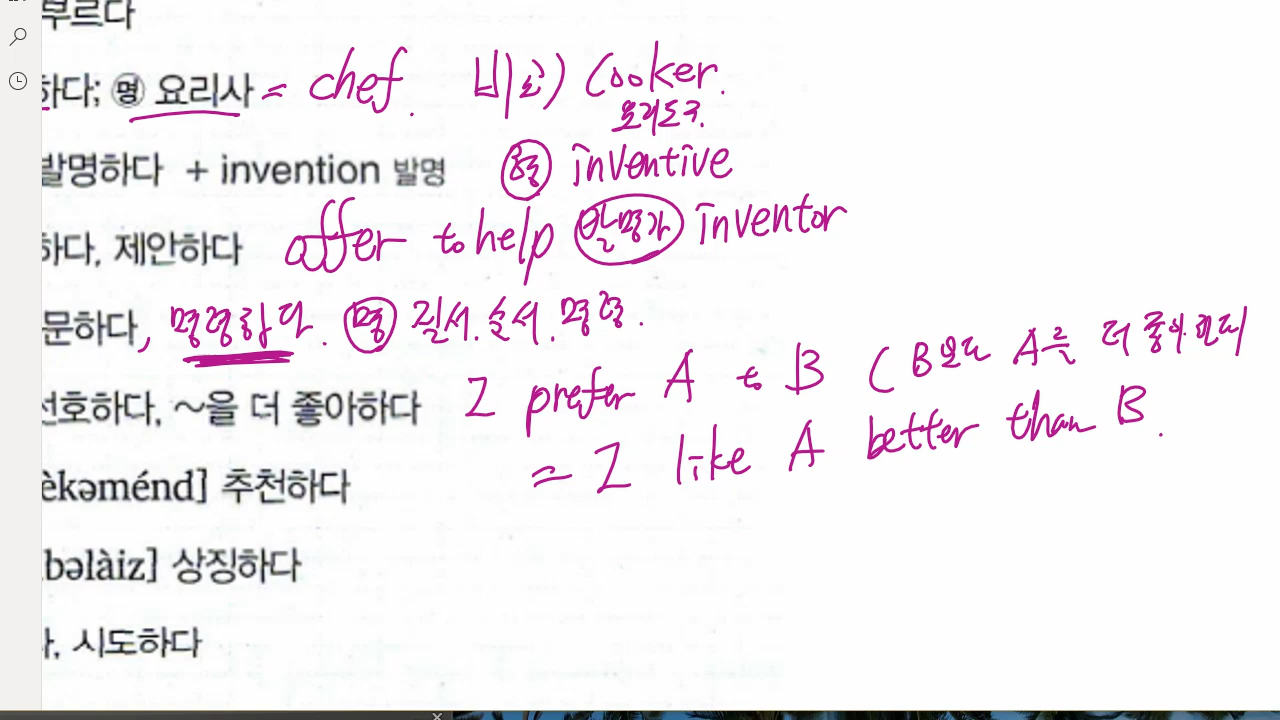 부르다
하다; 명 요리사 = chef. 비교) Cooker.
요리도구.
발명하다 + invention 발명 형 inventive
하다, 제안하다 offer to help 발명가 inventor
문하다, 명령하다. 명 질서. 순서. 명령.
선호하다, ~을 더 좋아하다 I prefer A to B ( B보다 A를 더 좋아한다
= I like A better than B.
èkəménd] 추천하다
bəlàiz] 상징하다
, 시도하다